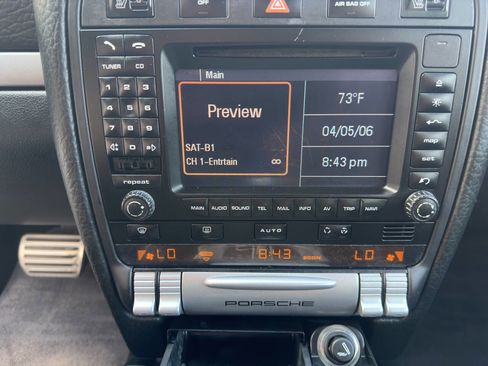 OFF
AIR BAG OFF
OFF
TUNER CD
Main
Preview
SAT-B1
CH 1-Entrtain
73°F
04/05/06
8:43 pm
1 2 3
4 5 6
7 8 9
0
map
set
repeat
MAIN AUDIO SOUND TEL MAIL INFO AV TRIP NAVI
AUTO
LO 18:43 LO
PORSCHE